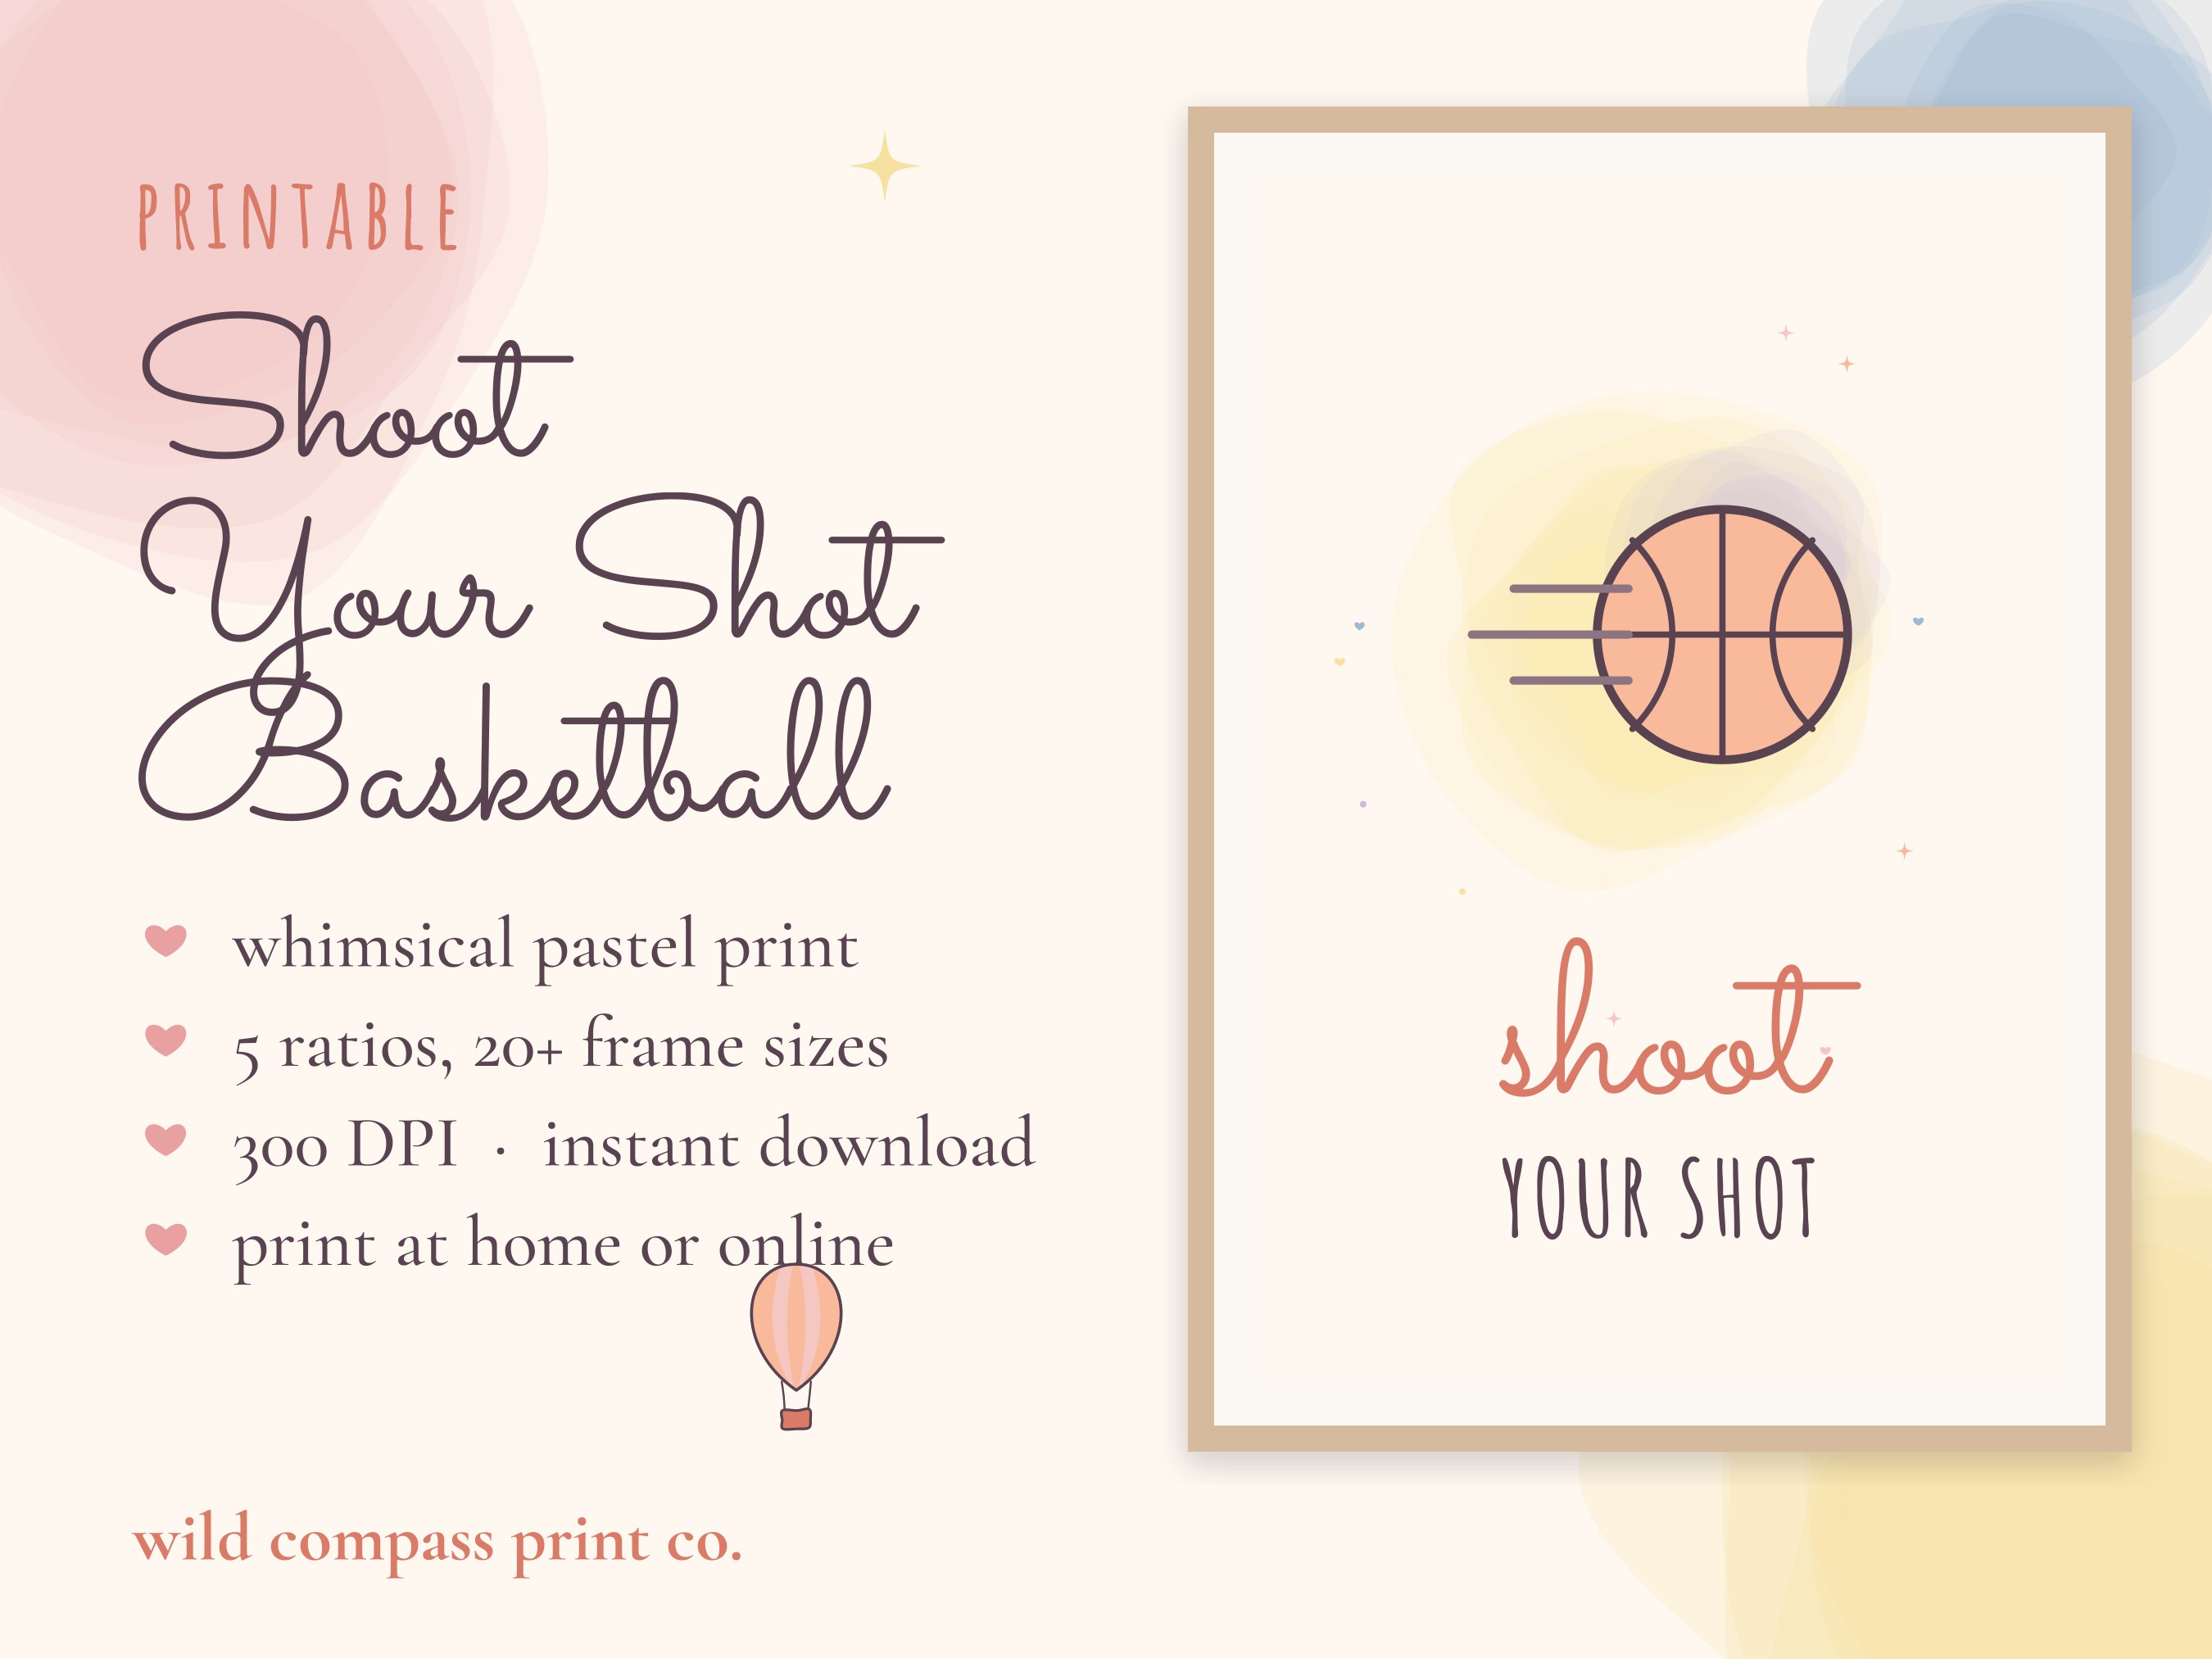 PRINTABLE
Shoot
Your Shot
Basketball
whimsical pastel print
5 ratios, 20+ frame sizes
300 DPI · instant download
print at home or online
wild compass print co.
shoot
YOUR SHOT